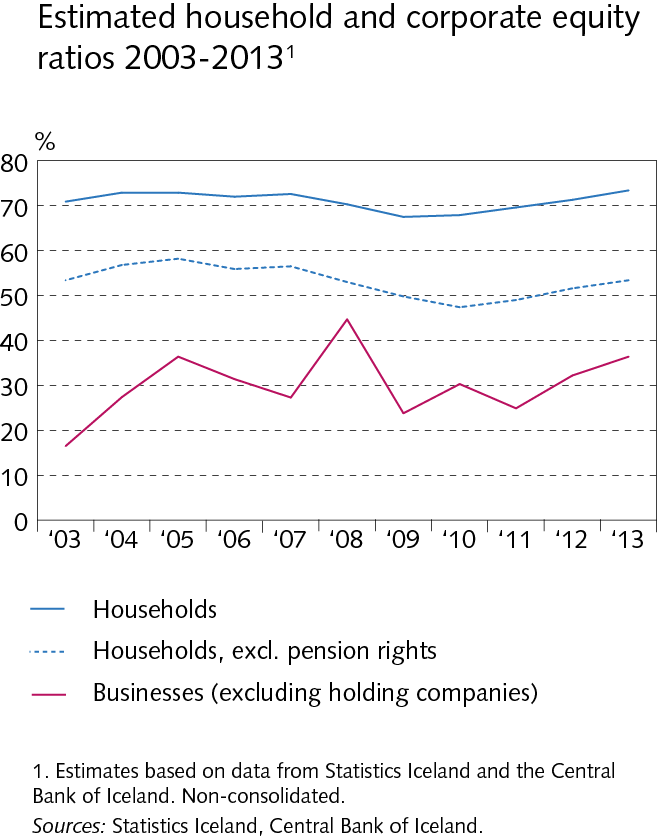 Estimated household and corporate equity
ratios 2003-2013¹
%
80
70
60
50
40
30
20
10
0
‘03 ‘04 ‘05 ‘06 ‘07 ‘08 ‘09 ‘10 ‘11 ‘12 ‘13
Households
Households, excl. pension rights
Businesses (excluding holding companies)
1. Estimates based on data from Statistics Iceland and the Central
Bank of Iceland. Non-consolidated.
Sources: Statistics Iceland, Central Bank of Iceland.